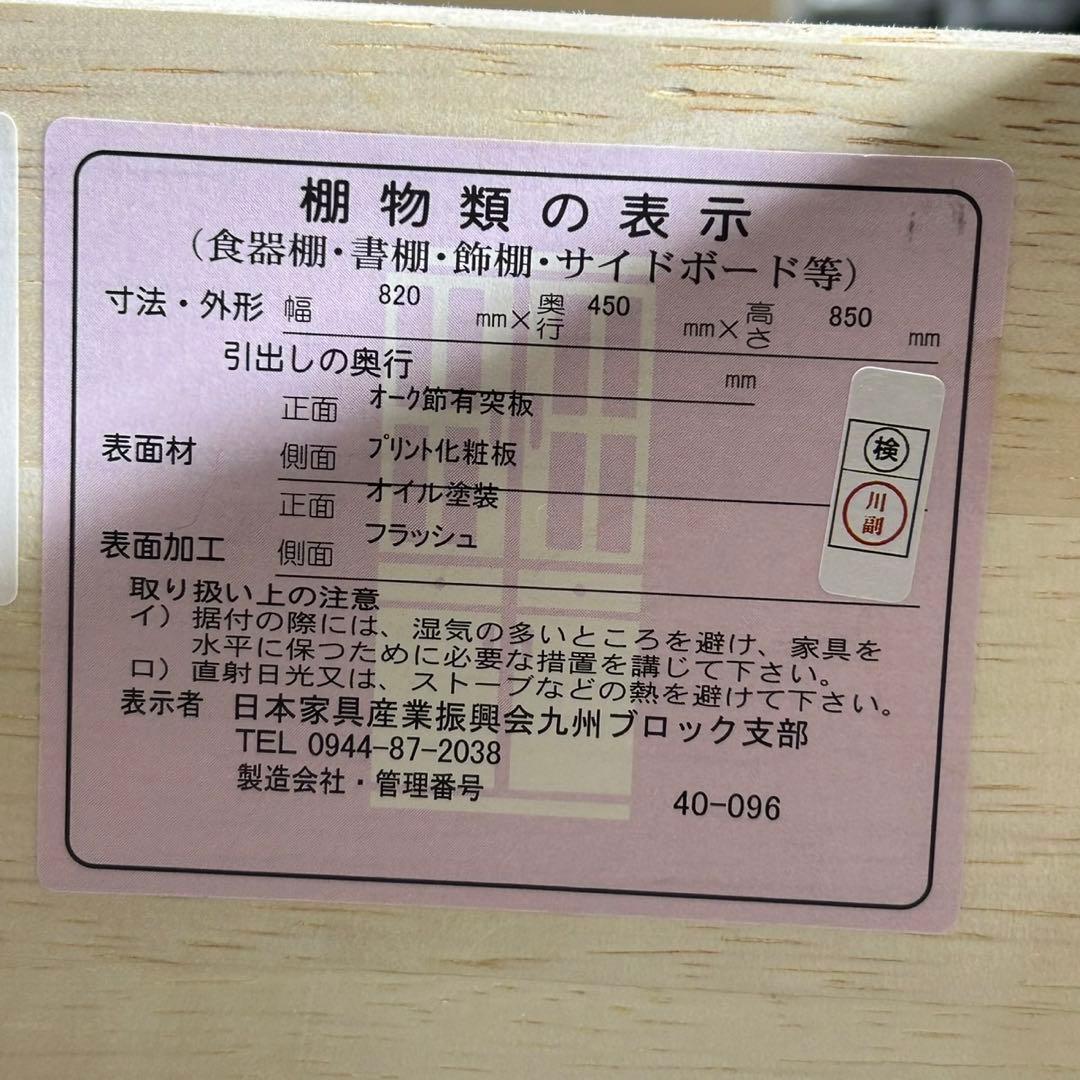 棚物類の表示
（食器棚・書棚・飾棚・サイドボード等）
寸法・外形 幅 820 mm×奥行 450 mm×高さ 850 mm
引出しの奥行 mm
表面材 正面 オーク節有突板
側面 プリント化粧板
表面加工 正面 オイル塗装
側面 フラッシュ
取り扱い上の注意
イ）据付の際には、湿気の多いところを避け、家具を
水平に保つために必要な措置を講じて下さい。
ロ）直射日光又は、ストーブなどの熱を避けて下さい。
表示者 日本家具産業振興会九州ブロック支部
TEL 0944-87-2038
製造会社・管理番号 40-096
検
川副